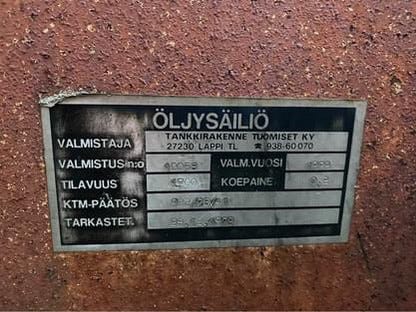 ÖLJYSÄILIÖ
VALMISTAJA TANKKIRAKENNE TUOMISET KY
27230 LAPPI TL ☎ 938-60070
VALMISTUS n:o VALM.VUOSI
TILAVUUS KOEPAINE
KTM-PÄÄTÖS
TARKASTET.